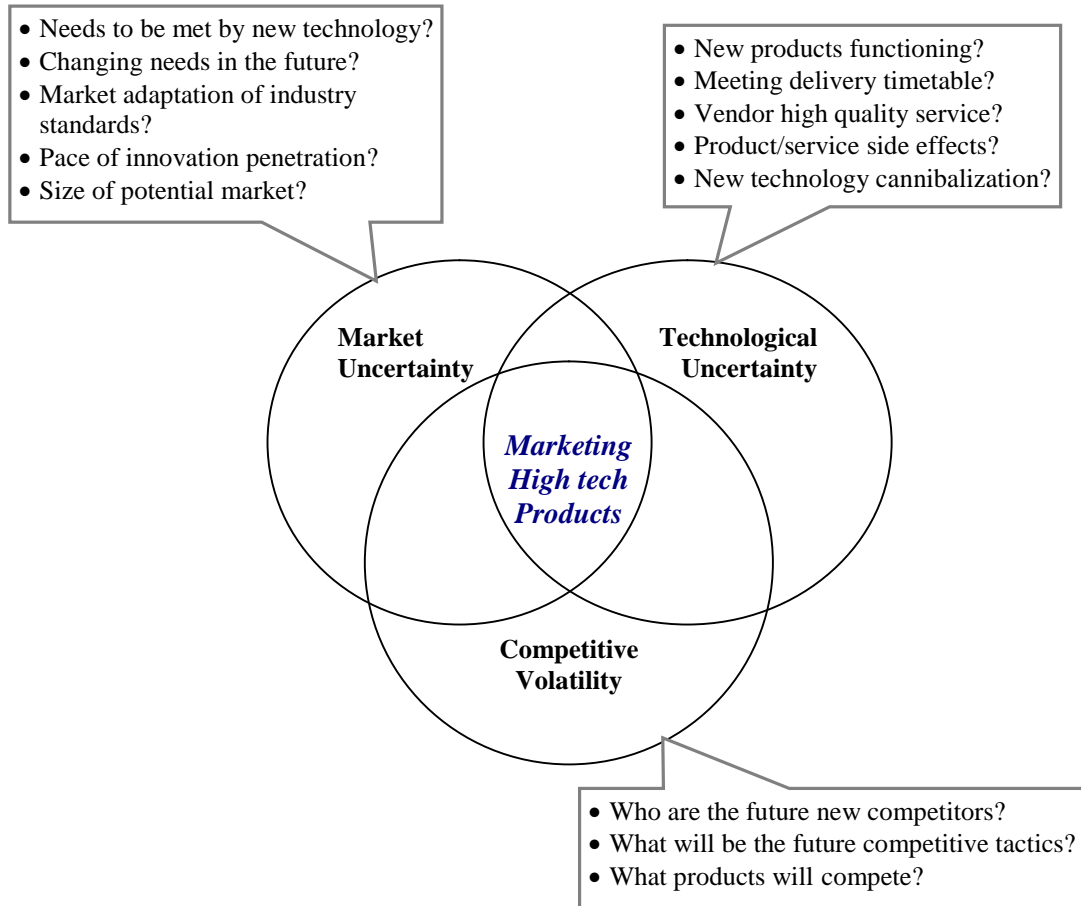 • Needs to be met by new technology?
• Changing needs in the future?
• Market adaptation of industry
standards?
• Pace of innovation penetration?
• Size of potential market?
• New products functioning?
• Meeting delivery timetable?
• Vendor high quality service?
• Product/service side effects?
• New technology cannibalization?
Market
Uncertainty
Technological
Uncertainty
Marketing
High tech
Products
Competitive
Volatility
• Who are the future new competitors?
• What will be the future competitive tactics?
• What products will compete?